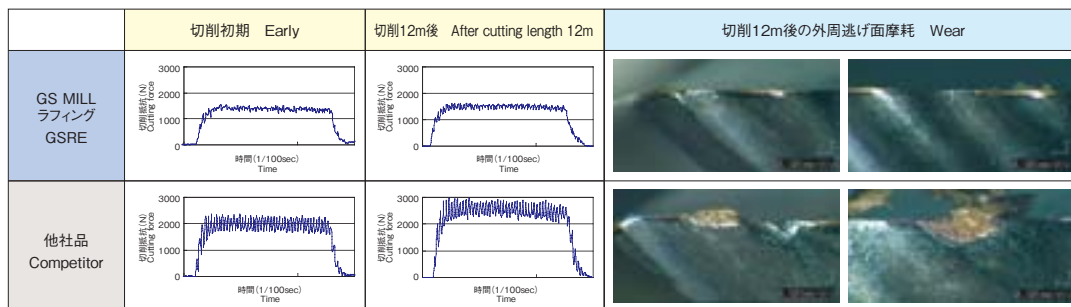 切削初期 Early
切削12m後 After cutting length 12m
切削12m後の外周逃げ面摩耗 Wear
GS MILL
ラフィング
GSRE
切削抵抗(N)
Cutting force
3000
2000
1000
0
時間(1/100sec)
Time
切削抵抗(N)
Cutting force
3000
2000
1000
0
時間(1/100sec)
Time
他社品
Competitor
切削抵抗(N)
Cutting force
3000
2000
1000
0
時間(1/100sec)
Time
切削抵抗(N)
Cutting force
3000
2000
1000
0
時間(1/100sec)
Time